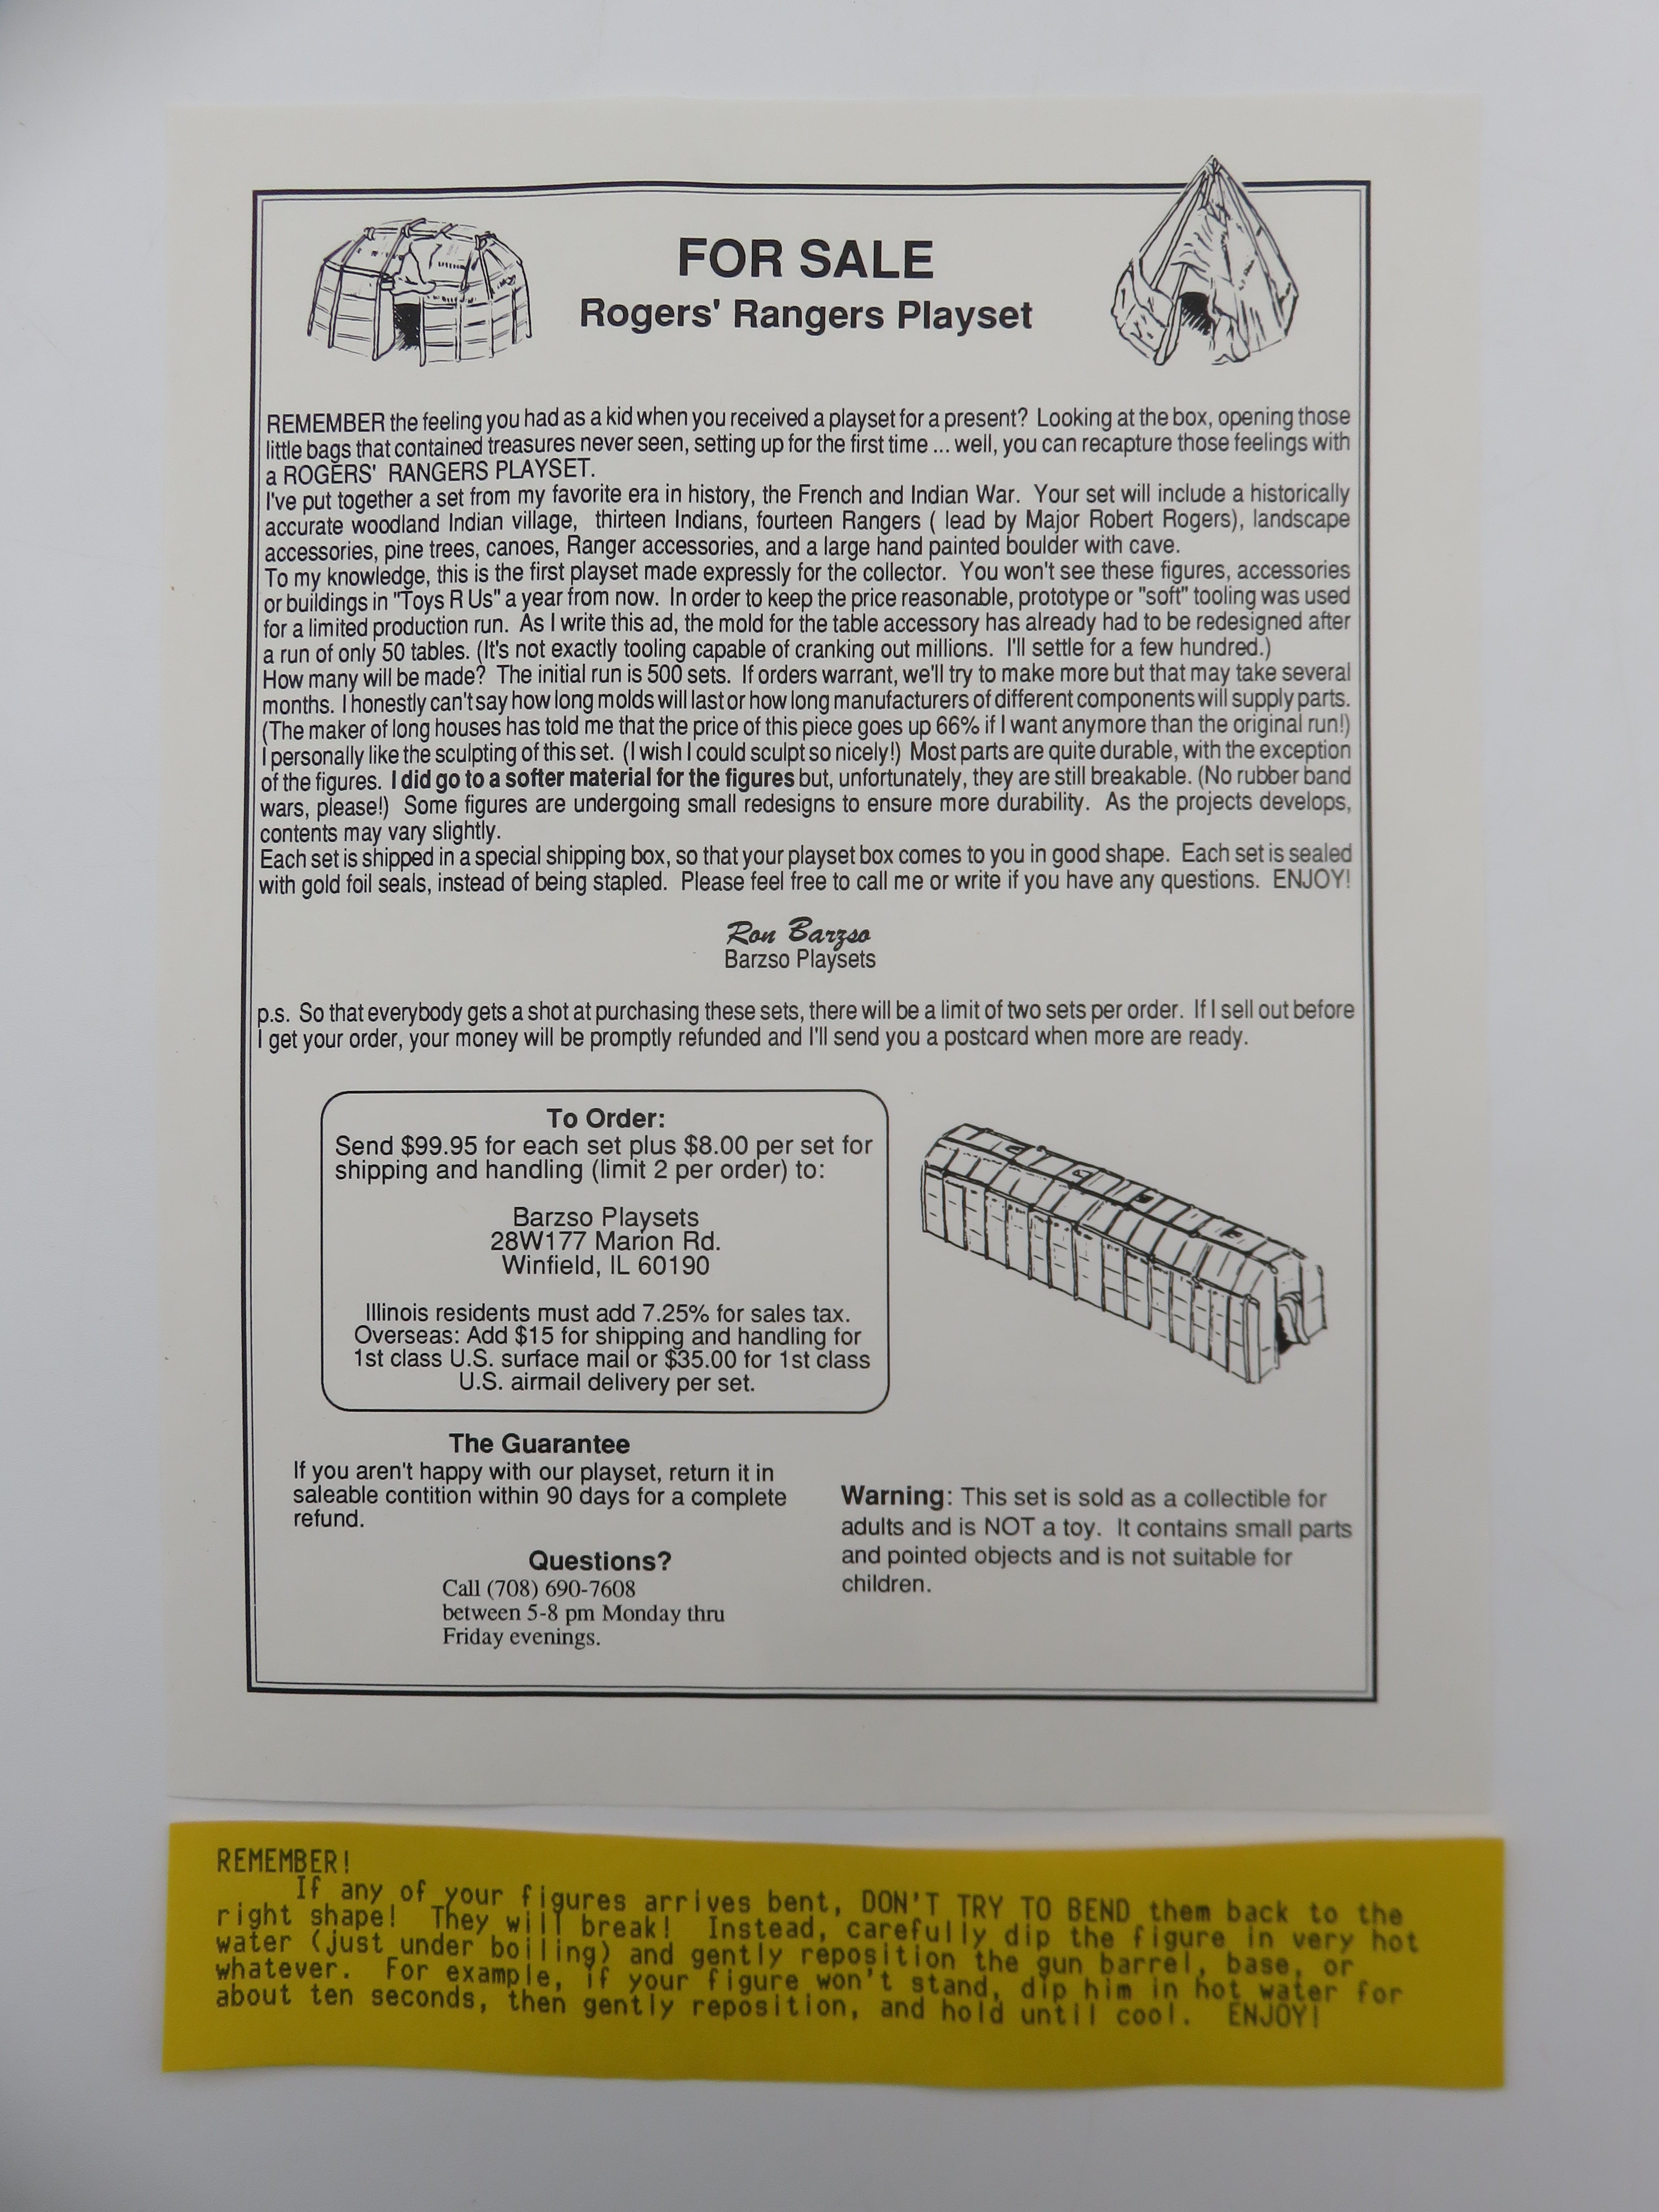 FOR SALE
Rogers' Rangers Playset
REMEMBER the feeling you had as a kid when you received a playset for a present? Looking at the box, opening those
little bags that contained treasures never seen, setting up for the first time ... well, you can recapture those feelings with
a ROGERS' RANGERS PLAYSET.
I've put together a set from my favorite era in history, the French and Indian War. Your set will include a historically
accurate woodland Indian village, thirteen Indians, fourteen Rangers ( lead by Major Robert Rogers), landscape
accessories, pine trees, canoes, Ranger accessories, and a large hand painted boulder with cave.
To my knowledge, this is the first playset made expressly for the collector. You won't see these figures, accessories
or buildings in "Toys R Us" a year from now. In order to keep the price reasonable, prototype or "soft" tooling was used
for a limited production run. As I write this ad, the mold for the table accessory has already had to be redesigned after
a run of only 50 tables. (It's not exactly tooling capable of cranking out millions. I'll settle for a few hundred.)
How many will be made? The initial run is 500 sets. If orders warrant, we'll try to make more but that may take several
months. I honestly can't say how long molds will last or how long manufacturers of different components will supply parts.
(The maker of long houses has told me that the price of this piece goes up 66% if I want anymore than the original run!)
I personally like the sculpting of this set. (I wish I could sculpt so nicely!) Most parts are quite durable, with the exception
of the figures. I did go to a softer material for the figures but, unfortunately, they are still breakable. (No rubber band
wars, please!) Some figures are undergoing small redesigns to ensure more durability. As the projects develops,
contents may vary slightly.
Each set is shipped in a special shipping box, so that your playset box comes to you in good shape. Each set is sealed
with gold foil seals, instead of being stapled. Please feel free to call me or write if you have any questions. ENJOY!
Ron Barzso
Barzso Playsets
p.s. So that everybody gets a shot at purchasing these sets, there will be a limit of two sets per order. If I sell out before
I get your order, your money will be promptly refunded and I'll send you a postcard when more are ready.
To Order:
Send $99.95 for each set plus $8.00 per set for
shipping and handling (limit 2 per order) to:
Barzso Playsets
28W177 Marion Rd.
Winfield, IL 60190
Illinois residents must add 7.25% for sales tax.
Overseas: Add $15 for shipping and handling for
1st class U.S. surface mail or $35.00 for 1st class
U.S. airmail delivery per set.
The Guarantee
If you aren't happy with our playset, return it in
saleable contition within 90 days for a complete
refund.
Questions?
Call (708) 690-7608
between 5-8 pm Monday thru
Friday evenings.
Warning: This set is sold as a collectible for
adults and is NOT a toy. It contains small parts
and pointed objects and is not suitable for
children.
REMEMBER!
If any of your figures arrives bent, DON'T TRY TO BEND them back to the
right shape! They will break! Instead, carefully dip the figure in very hot
water (just under boiling) and gently reposition the gun barrel, base, or
whatever. For example, if your figure won't stand, dip him in hot water for
about ten seconds, then gently reposition, and hold until cool. ENJOY!